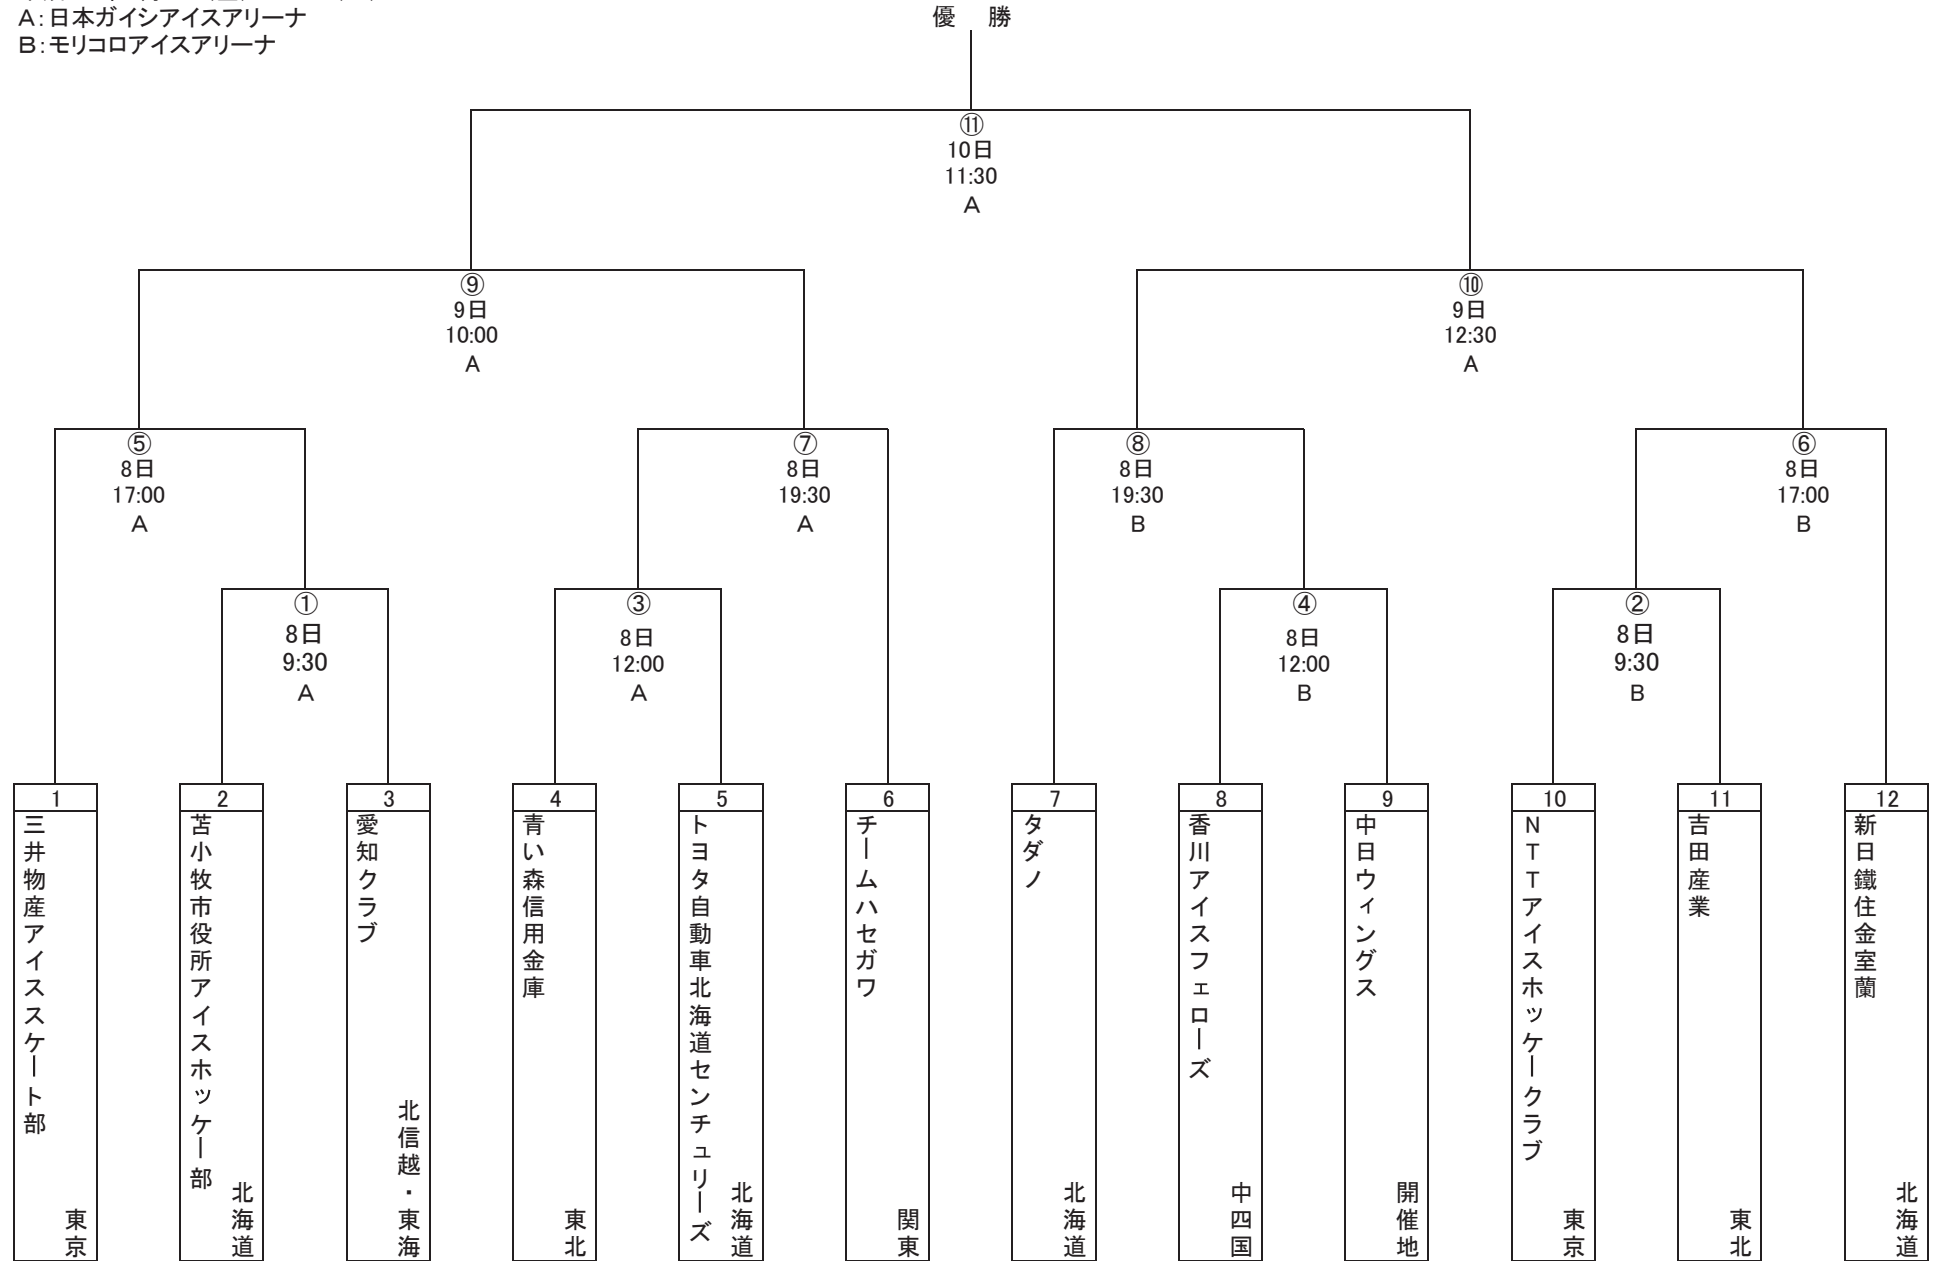 A：日本ガイシアイスアリーナ
B：モリコロアイスアリーナ
優　勝
⑪
10日
11:30
A
⑨
9日
10:00
A
⑩
9日
12:30
A
⑤
8日
17:00
A
⑦
8日
19:30
A
⑧
8日
19:30
B
⑥
8日
17:00
B
①
8日
9:30
A
③
8日
12:00
A
④
8日
12:00
B
②
8日
9:30
B
1
三井物産アイススケート部
東京
2
苫小牧市役所アイスホッケー部
北海道
3
愛知クラブ
北信越・東海
4
青い森信用金庫
東北
5
トヨタ自動車北海道センチュリーズ
北海道
6
チームハセガワ
関東
7
タダノ
北海道
8
香川アイスフェローズ
中四国
9
中日ウィングス
開催地
10
NTTアイスホッケークラブ
東京
11
吉田産業
東北
12
新日鐵住金室蘭
北海道